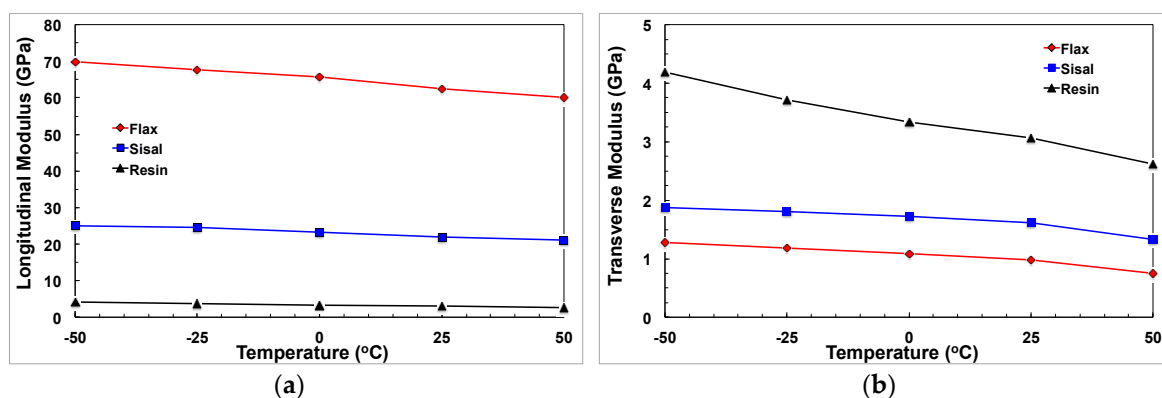 80
70
60
50
40
30
20
10
0
Longitudinal Modulus (GPa)
Flax
Sisal
Resin
-50
-25
0
25
50
Temperature (oC)
(a)
5
4
3
2
1
0
Transverse Modulus (GPa)
Flax
Sisal
Resin
-50
-25
0
25
50
Temperature (oC)
(b)